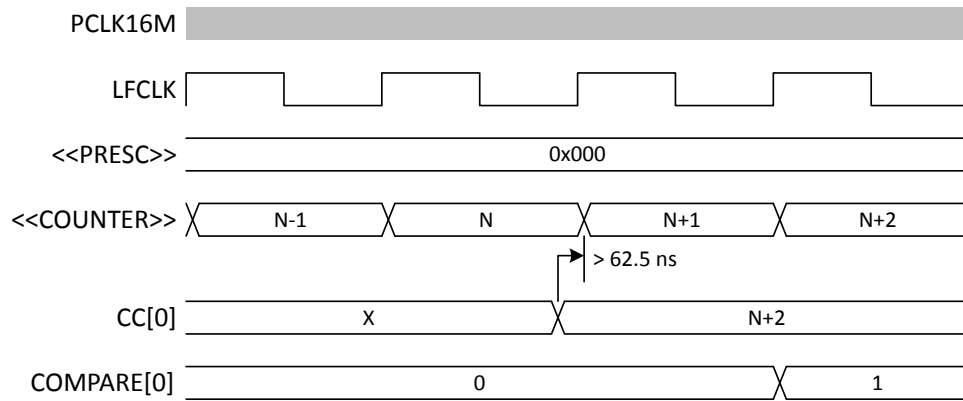 PCLK16M
LFCLK
<<PRESC>> 0x000
<<COUNTER>> N-1 N N+1 N+2
> 62.5 ns
CC[0] X N+2
COMPARE[0] 0 1